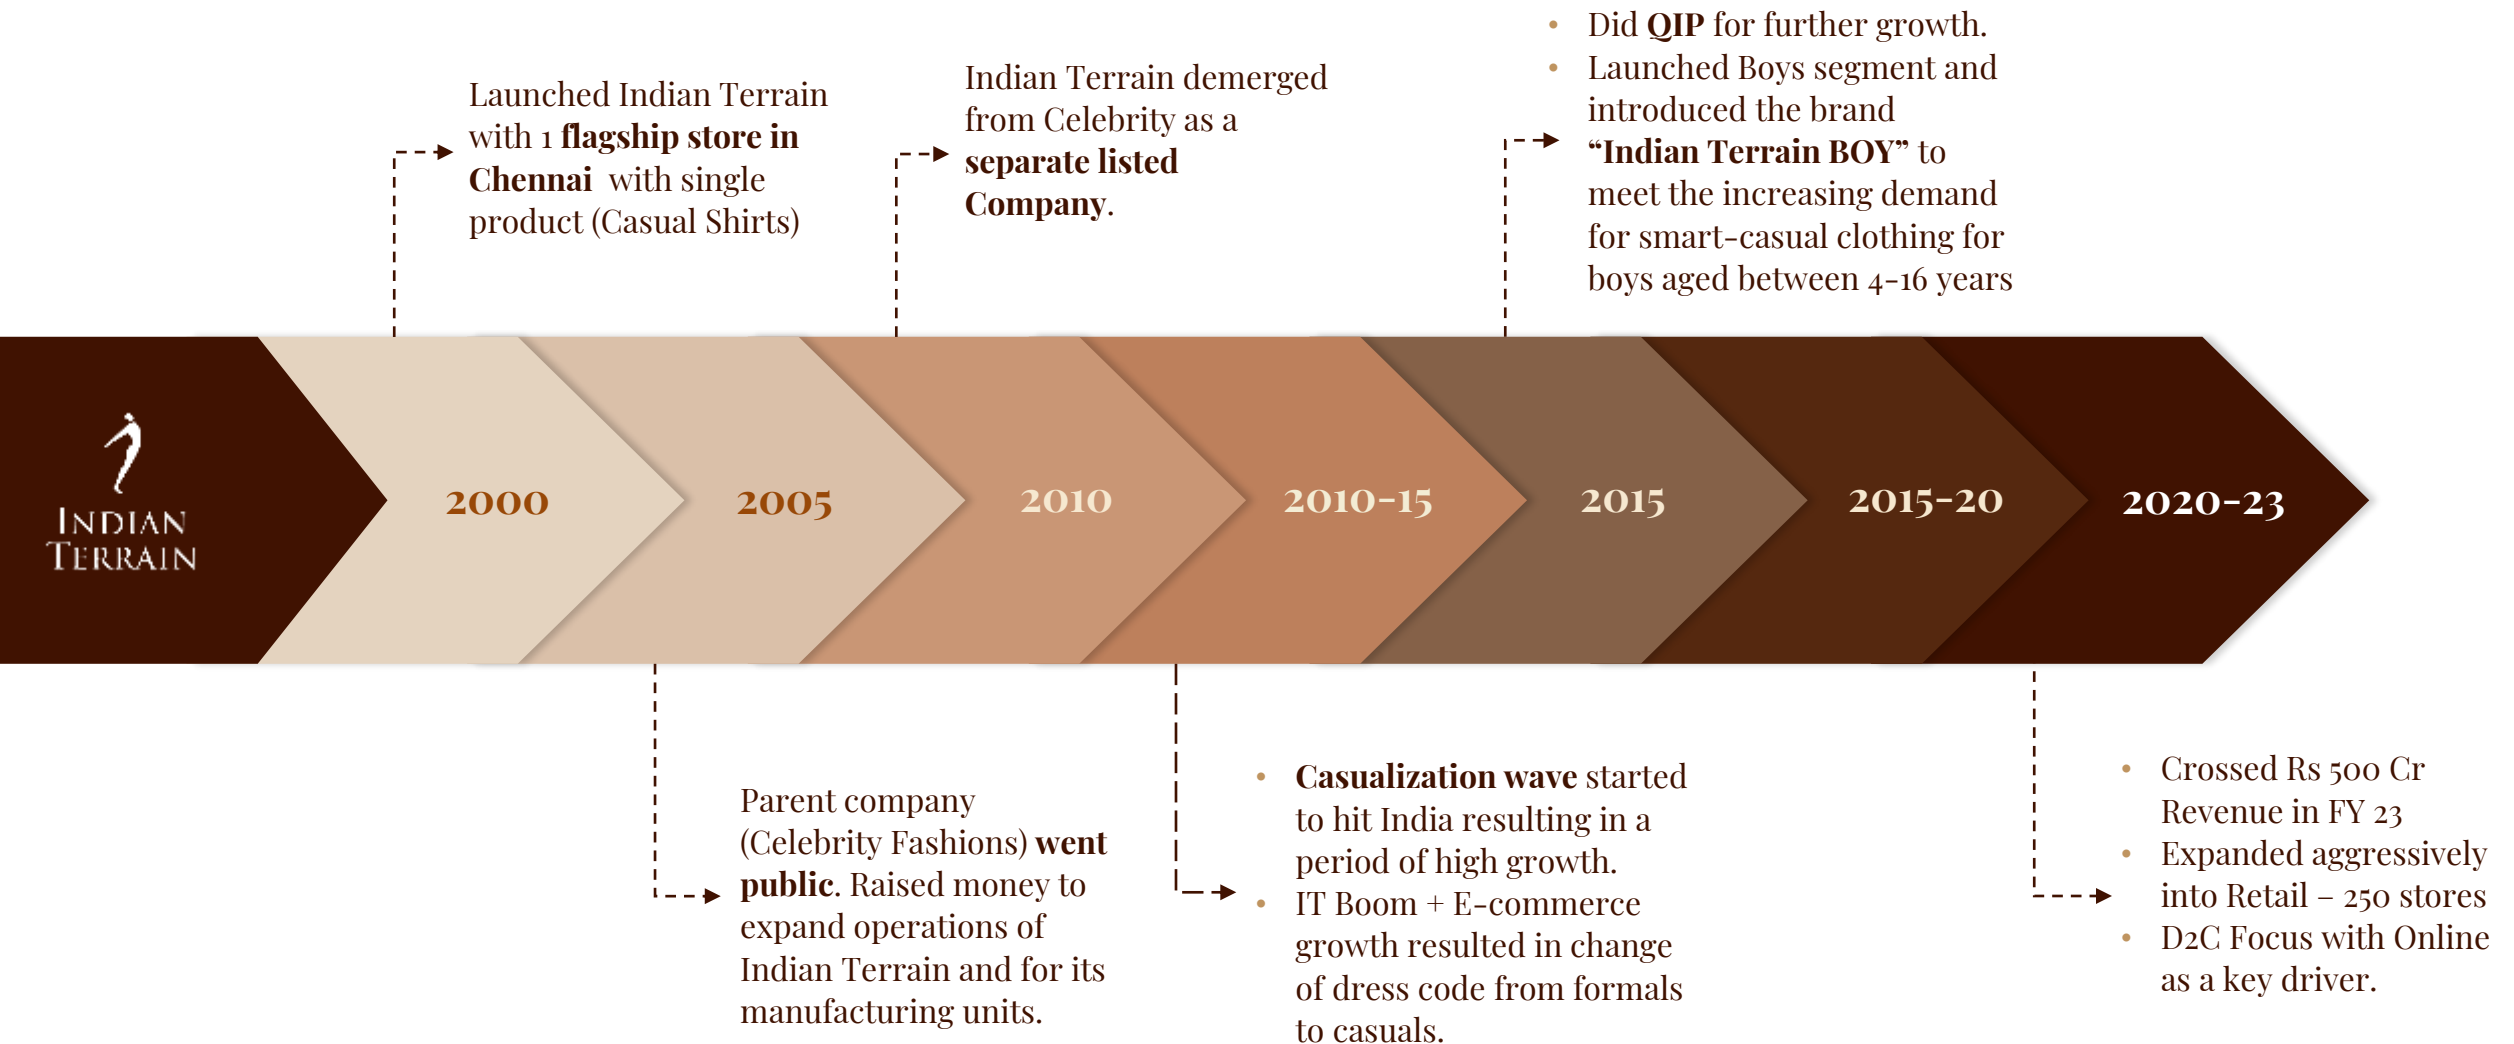 Launched Indian Terrain
with 1 flagship store in
Chennai with single
product (Casual Shirts)
Indian Terrain demerged
from Celebrity as a
separate listed
Company.
• Did QIP for further growth.
• Launched Boys segment and
introduced the brand
“Indian Terrain BOY” to
meet the increasing demand
for smart-casual clothing for
boys aged between 4-16 years
INDIAN
TERRAIN
2000
2005
2010
2010-15
2015
2015-20
2020-23
Parent company
(Celebrity Fashions) went
public. Raised money to
expand operations of
Indian Terrain and for its
manufacturing units.
• Casualization wave started
to hit India resulting in a
period of high growth.
• IT Boom + E-commerce
growth resulted in change
of dress code from formals
to casuals.
• Crossed Rs 500 Cr
Revenue in FY 23
• Expanded aggressively
into Retail – 250 stores
• D2C Focus with Online
as a key driver.